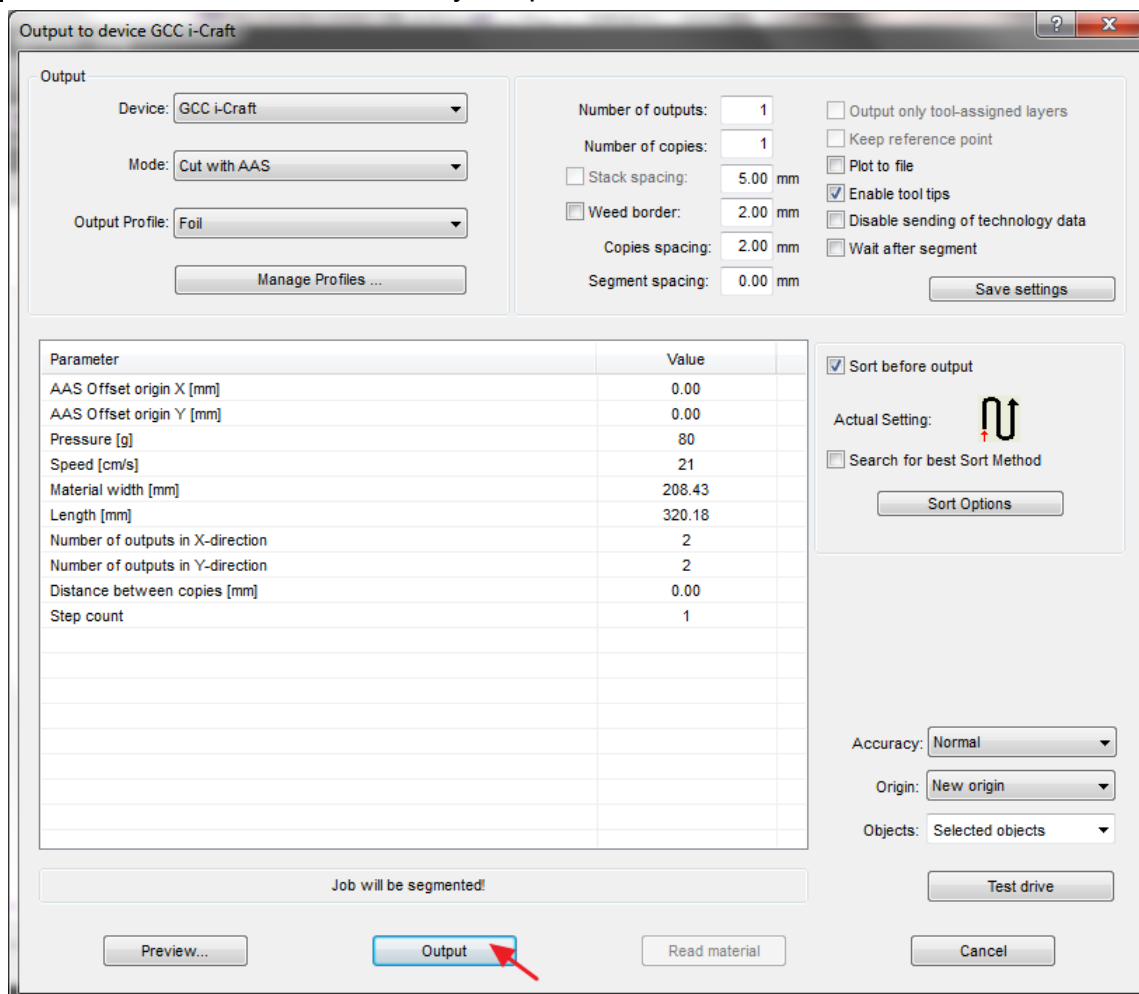 Output to device GCC i-Craft
Output
Device: GCC i-Craft
Mode: Cut with AAS
Output Profile: Foil
Manage Profiles ...
Number of outputs: 1
Number of copies: 1
Stack spacing: 5.00 mm
Weed border: 2.00 mm
Copies spacing: 2.00 mm
Segment spacing: 0.00 mm
Output only tool-assigned layers
Keep reference point
Plot to file
Enable tool tips
Disable sending of technology data
Wait after segment
Save settings
Parameter Value
AAS Offset origin X [mm] 0.00
AAS Offset origin Y [mm] 0.00
Pressure [g] 80
Speed [cm/s] 21
Material width [mm] 208.43
Length [mm] 320.18
Number of outputs in X-direction 2
Number of outputs in Y-direction 2
Distance between copies [mm] 0.00
Step count 1
Sort before output
Actual Setting:
Search for best Sort Method
Sort Options
Accuracy: Normal
Origin: New origin
Objects: Selected objects
Job will be segmented!
Test drive
Preview...
Output
Read material
Cancel